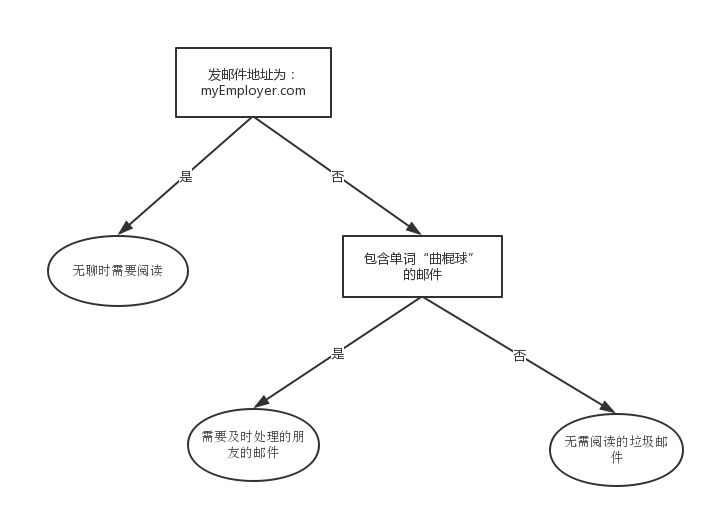 发邮件地址为：
myEmployer.com
是
否
无聊时需要阅读
包含单词“曲棍球”
的邮件
是
否
需要及时处理的朋
友的邮件
无需阅读的垃圾邮
件